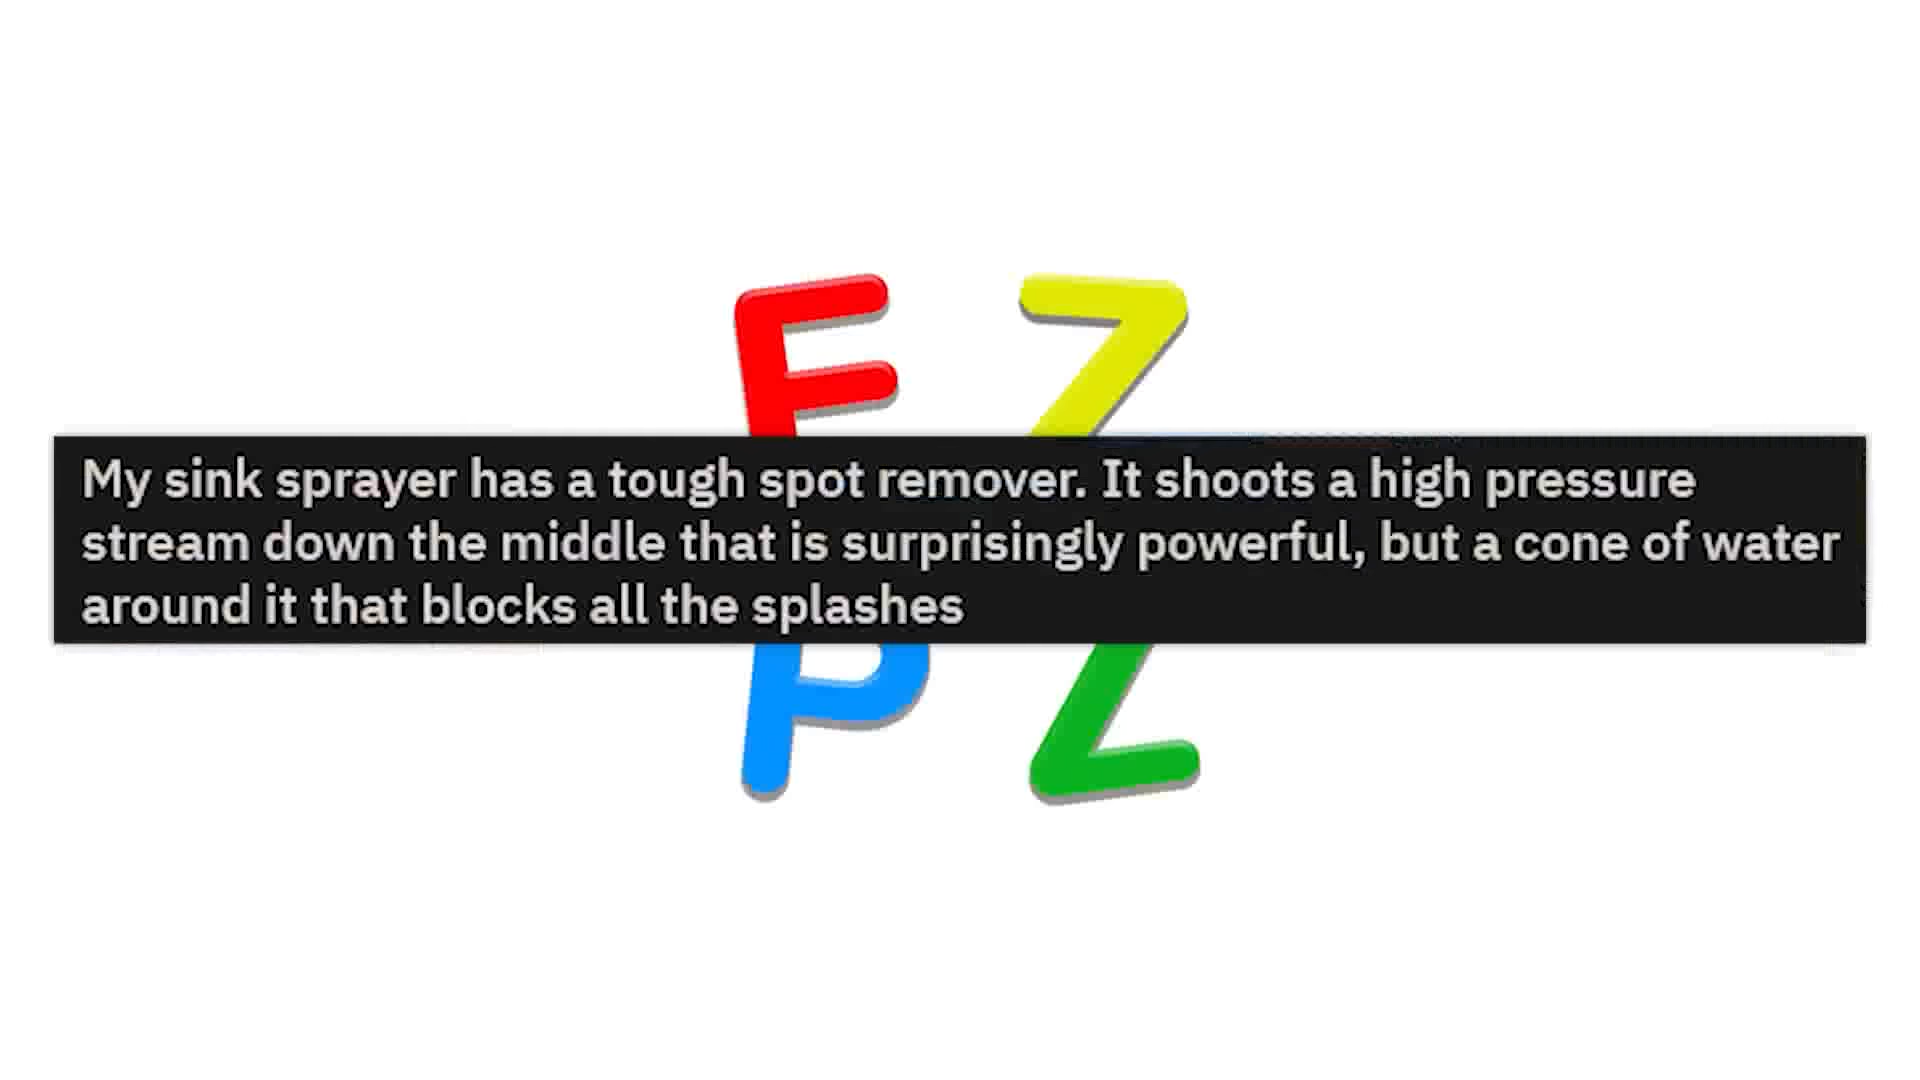 F Z
My sink sprayer has a tough spot remover. It shoots a high pressure
stream down the middle that is surprisingly powerful, but a cone of water
around it that blocks all the splashes
P Z